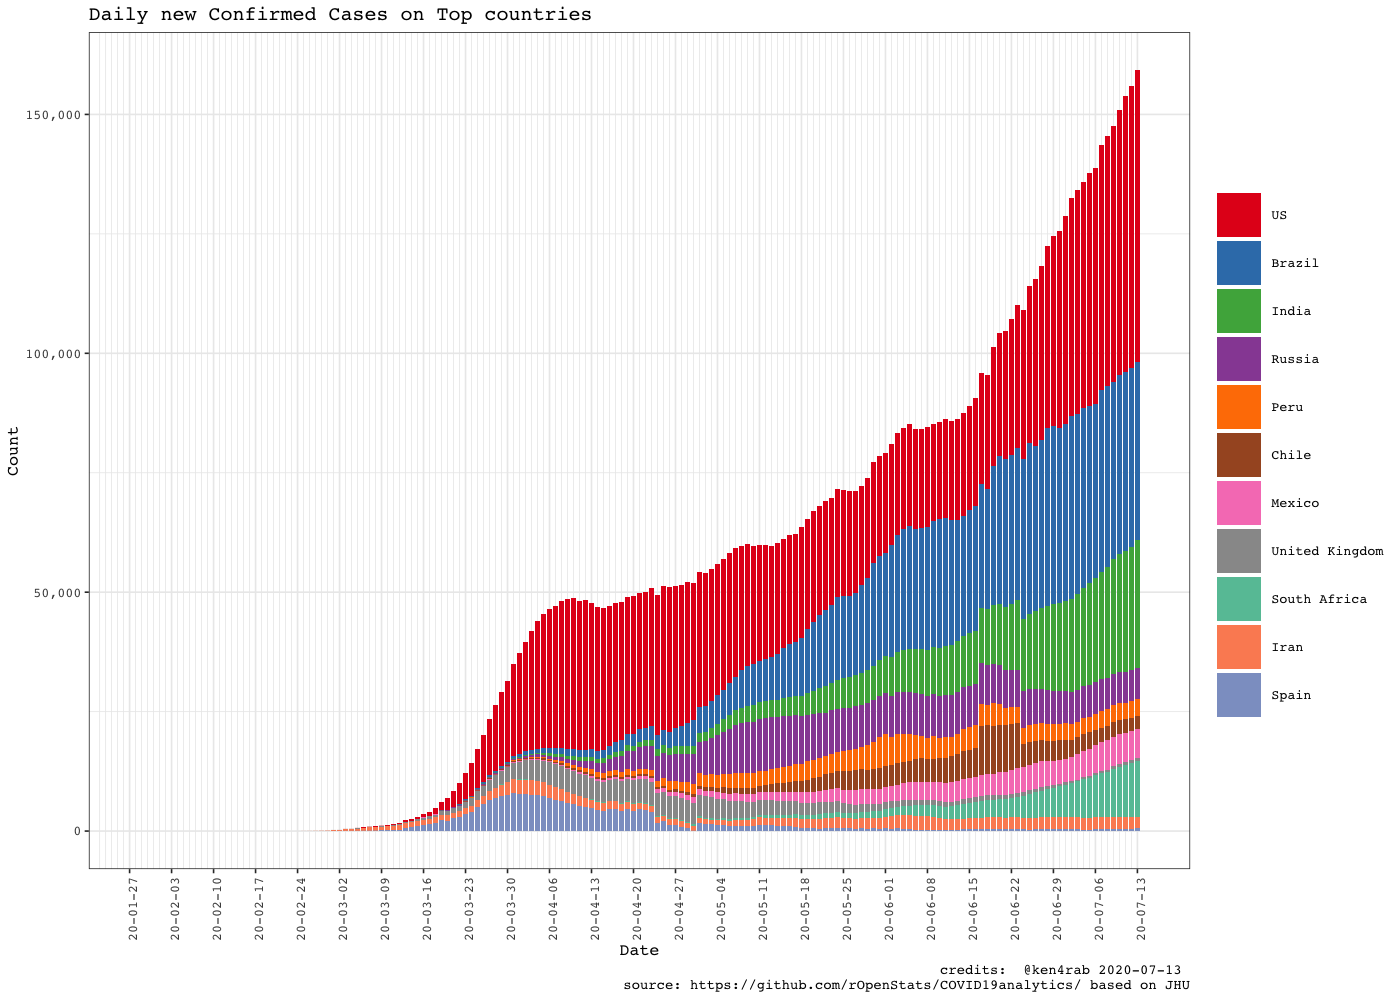 Daily new Confirmed Cases on Top countries
Count
150,000
100,000
50,000
0
20-01-27
20-02-03
20-02-10
20-02-17
20-02-24
20-03-02
20-03-09
20-03-16
20-03-23
20-03-30
20-04-06
20-04-13
20-04-20
20-04-27
20-05-04
20-05-11
20-05-18
20-05-25
20-06-01
20-06-08
20-06-15
20-06-22
20-06-29
20-07-06
20-07-13
Date
US
Brazil
India
Russia
Peru
Chile
Mexico
United Kingdom
South Africa
Iran
Spain
credits: @ken4rab 2020-07-13
source: https://github.com/rOpenStats/COVID19analytics/ based on JHU